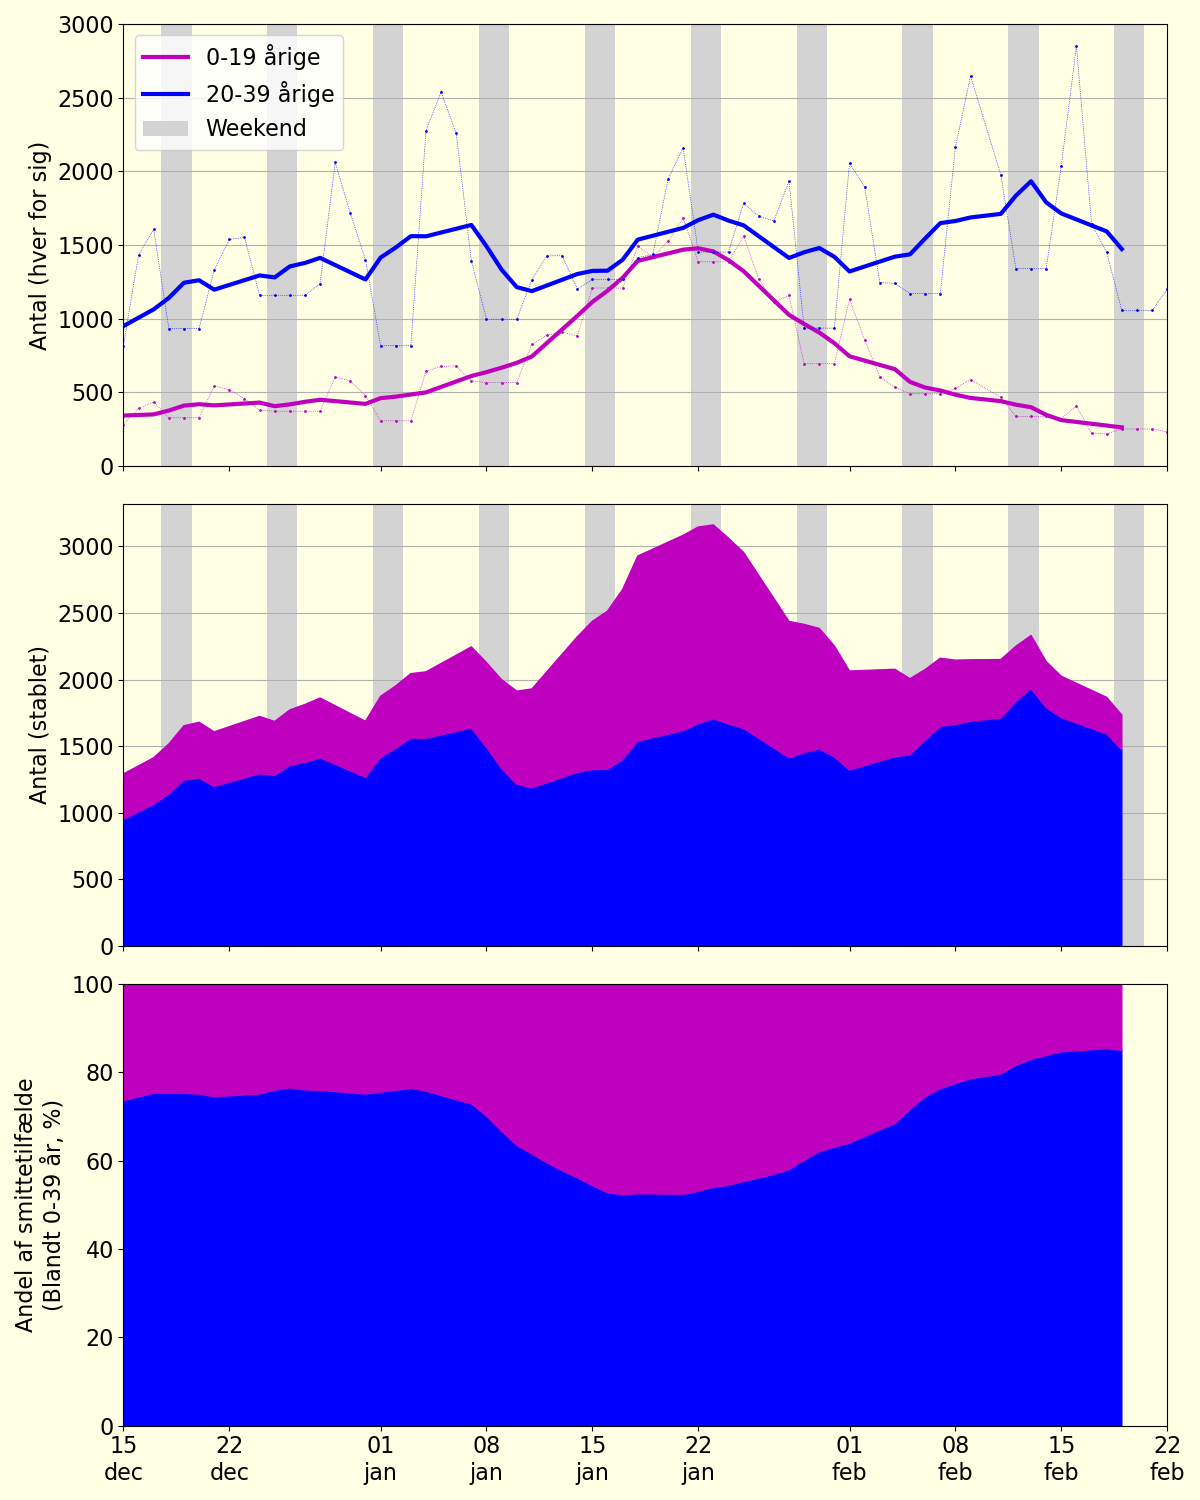 3000
2500
2000
1500
1000
500
0
Antal (hver for sig)
0-19 årige
20-39 årige
Weekend
3000
2500
2000
1500
1000
500
0
Antal (stablet)
100
80
60
40
20
0
Andel af smittetilfælde
(Blandt 0-39 år, %)
15 22 01 08 15 22 01 08 15 22
dec dec jan jan jan jan feb feb feb feb